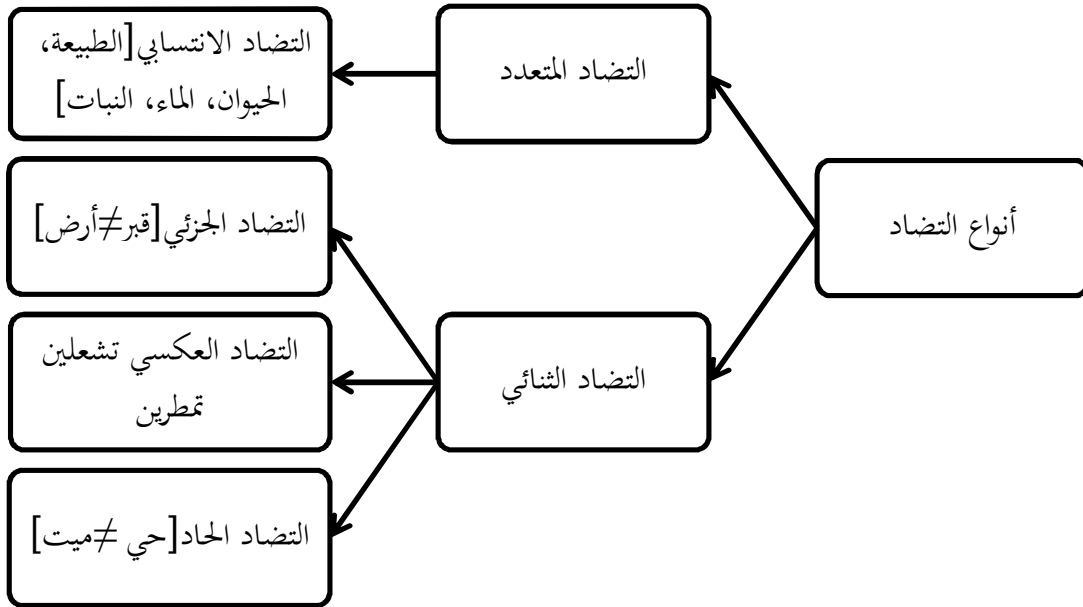 أنواع التضاد
التضاد المتعدد
التضاد الانتسابي[الطبيعة،
الحيوان، الماء، النبات]
التضاد الثنائي
التضاد الجزئي[قبر≠أرض]
التضاد العكسي تشعلين
تمطرين
التضاد الحاد[حي ≠ميت]